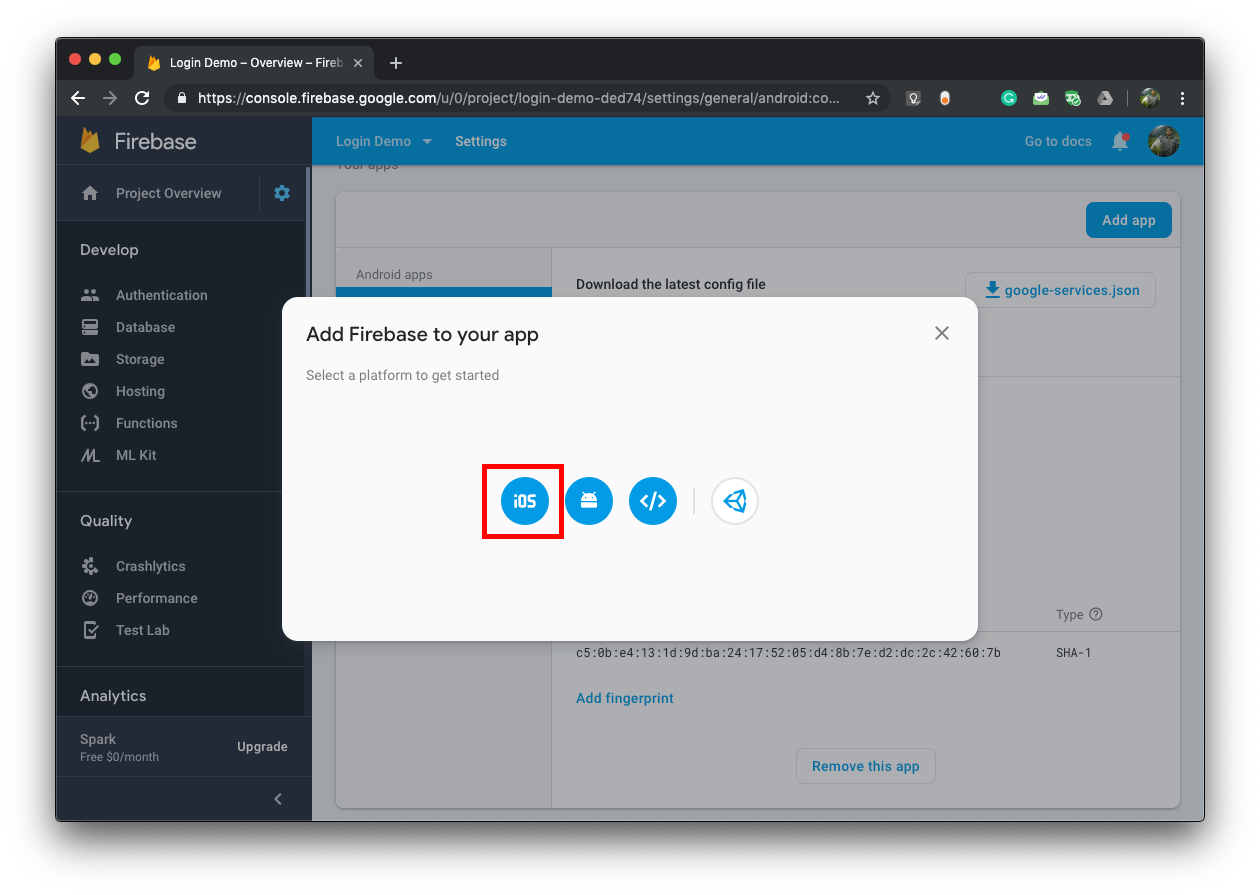 Login Demo – Overview – Fireb
https://console.firebase.google.com/u/0/project/login-demo-ded74/settings/general/android:co...
Firebase
Login Demo
Settings
Go to docs
Project Overview
Your apps
Add app
Develop
Authentication
Database
Storage
Hosting
Functions
ML Kit
Quality
Crashlytics
Performance
Test Lab
Analytics
Spark
Free $0/month
Upgrade
Android apps
Download the latest config file
google-services.json
Add Firebase to your app
Select a platform to get started
iOS
Type
c5:0b:e4:13:1d:9d:ba:24:17:52:05:d4:8b:7e:d2:dc:2c:42:60:7b
SHA-1
Add fingerprint
Remove this app